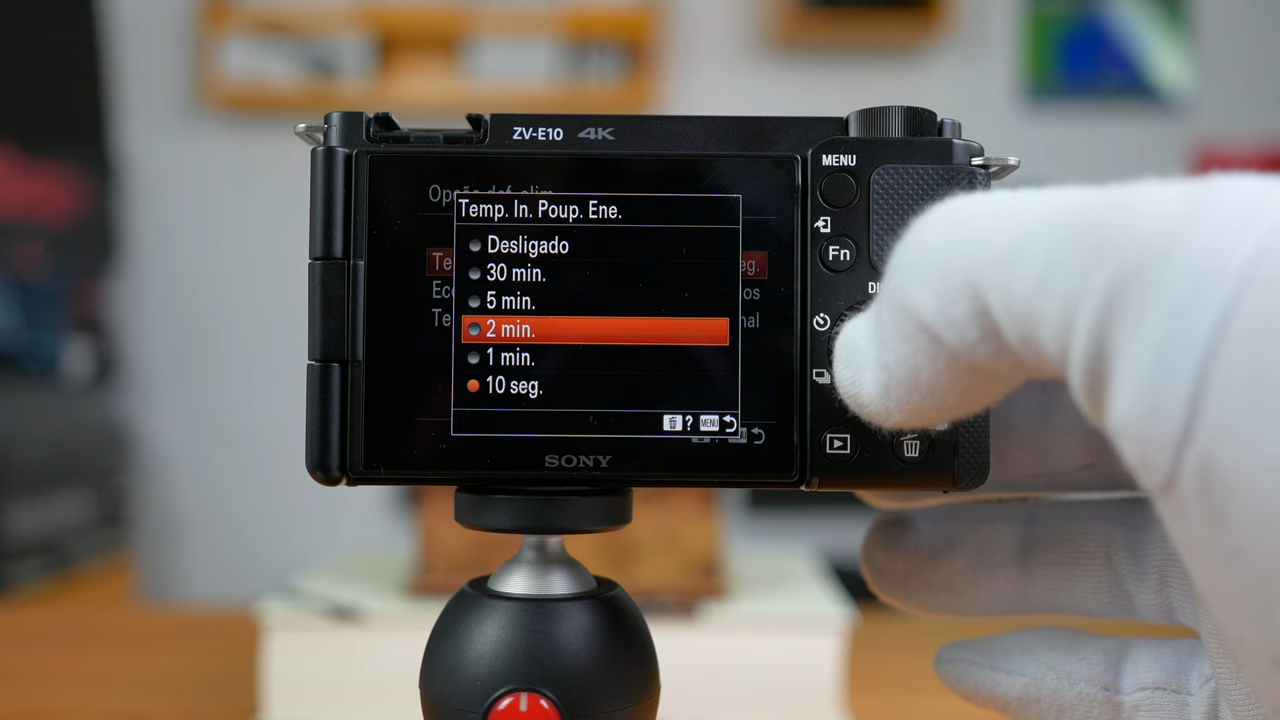 ZV-E10 4K
MENU
Temp. In. Poup. Ene.
Desligado
30 min.
5 min.
2 min.
1 min.
10 seg.
? MENU
Fn
SONY